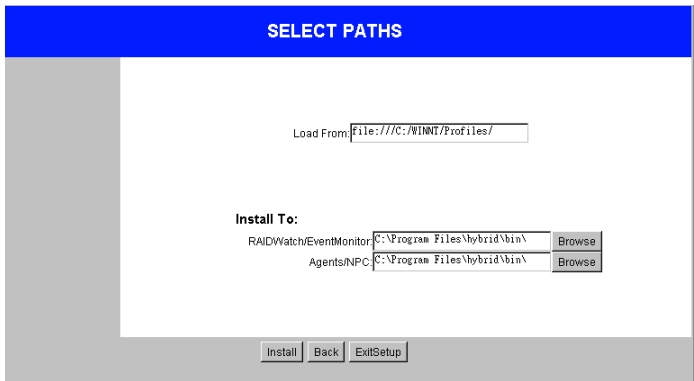 SELECT PATHS
Load From: file:///C:/WINNT/Profiles/
Install To:
RAIDWatch/EventMonitor: C:\Program Files\hybrid\bin\ Browse
Agents/NPC: C:\Program Files\hybrid\bin\ Browse
Install Back ExitSetup